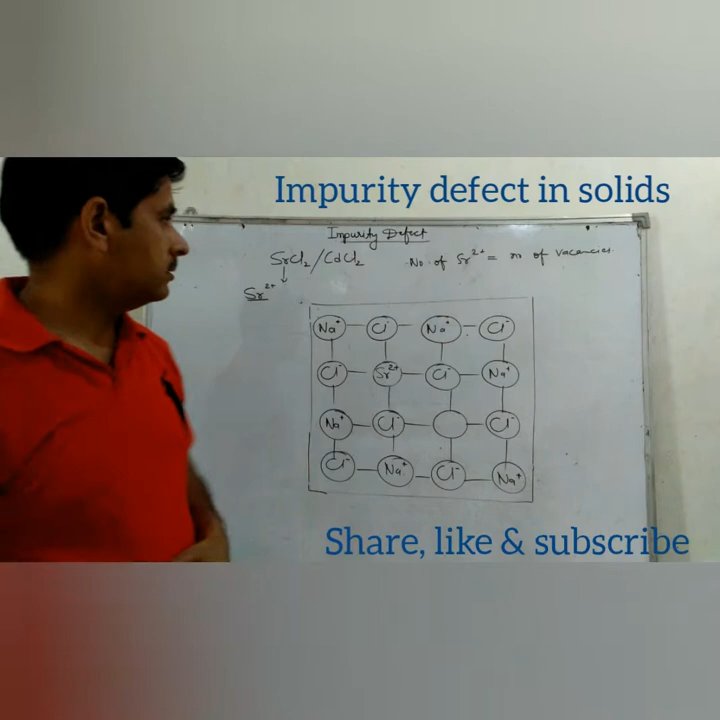 Impurity defect in solids
Impurity Defect
SrCl₂/CdCl₂
No. of Sr²⁺ = no of vacancies.
↓
Sr²⁺
Na⁺ Cl⁻ Na⁺ Cl⁻
Cl⁻ Sr²⁺ Cl⁻ Na⁺
Na⁺ Cl⁻ Cl⁻
Cl⁻ Na⁺ Cl⁻ Na⁺
Share, like & subscribe